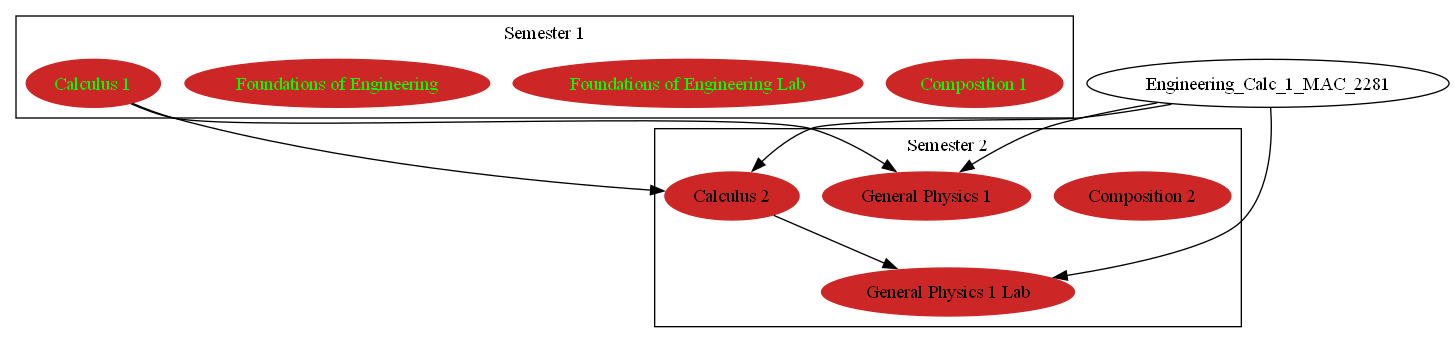 Semester 1
Calculus 1
Foundations of Engineering
Foundations of Engineering Lab
Composition 1
Engineering_Calc_1_MAC_2281
Semester 2
Calculus 2
General Physics 1
Composition 2
General Physics 1 Lab